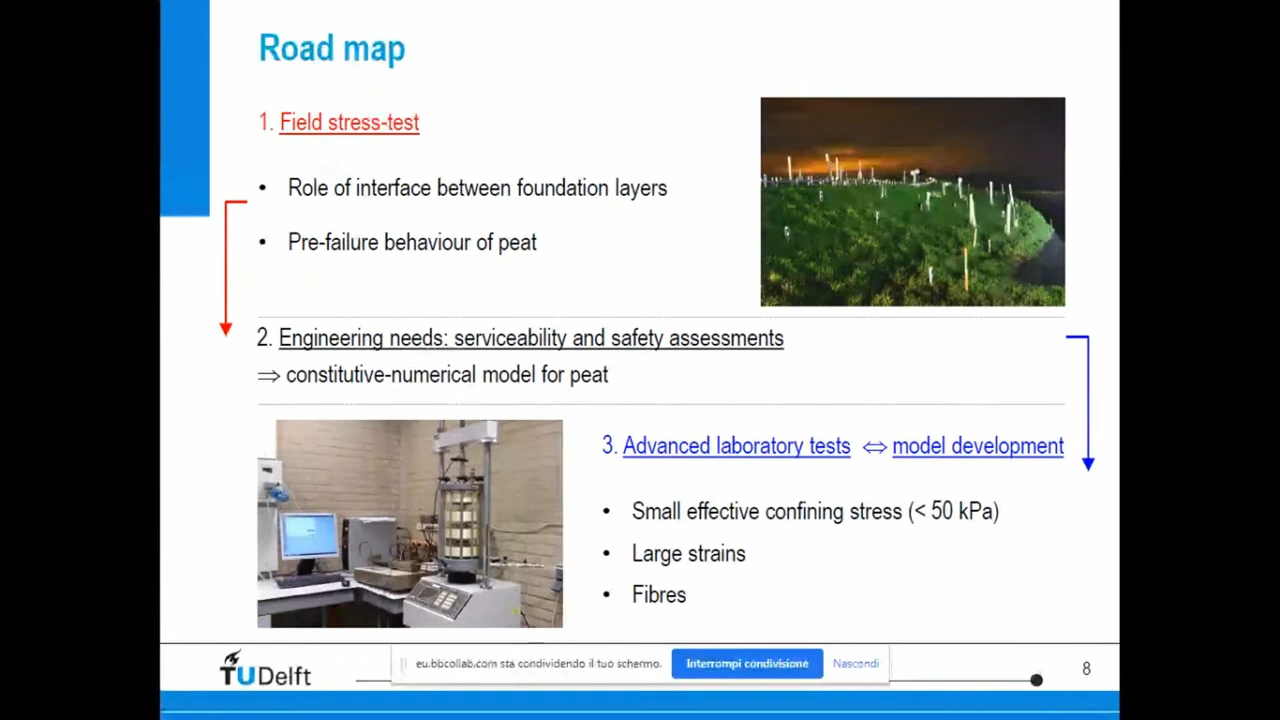 Road map
1. Field stress-test
• Role of interface between foundation layers
• Pre-failure behaviour of peat
2. Engineering needs: serviceability and safety assessments
⇒ constitutive-numerical model for peat
3. Advanced laboratory tests ⇔ model development
• Small effective confining stress (< 50 kPa)
• Large strains
• Fibres
TUDelft
eu.bbcollab.com sta condividendo il tuo schermo.
Interrompi condivisione
Nascondi
8